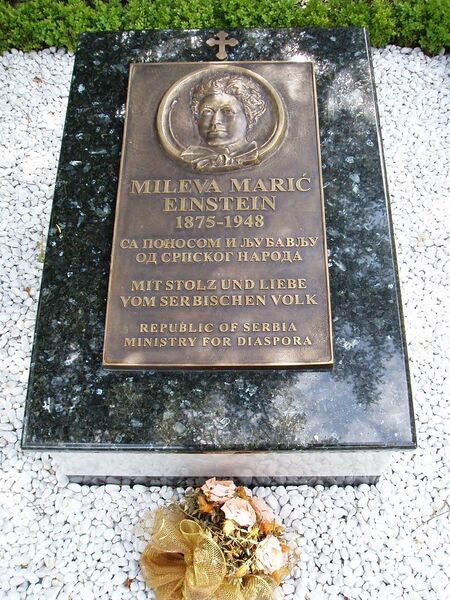 MILEVA MARIĆ
EINSTEIN
1875-1948
СА ПОНОСОМ И ЉУБАВЉУ
ОД СРПСКОГ НАРОДА
MIT STOLZ UND LIEBE
VOM SERBISCHEN VOLK
REPUBLIC OF SERBIA
MINISTRY FOR DIASPORA